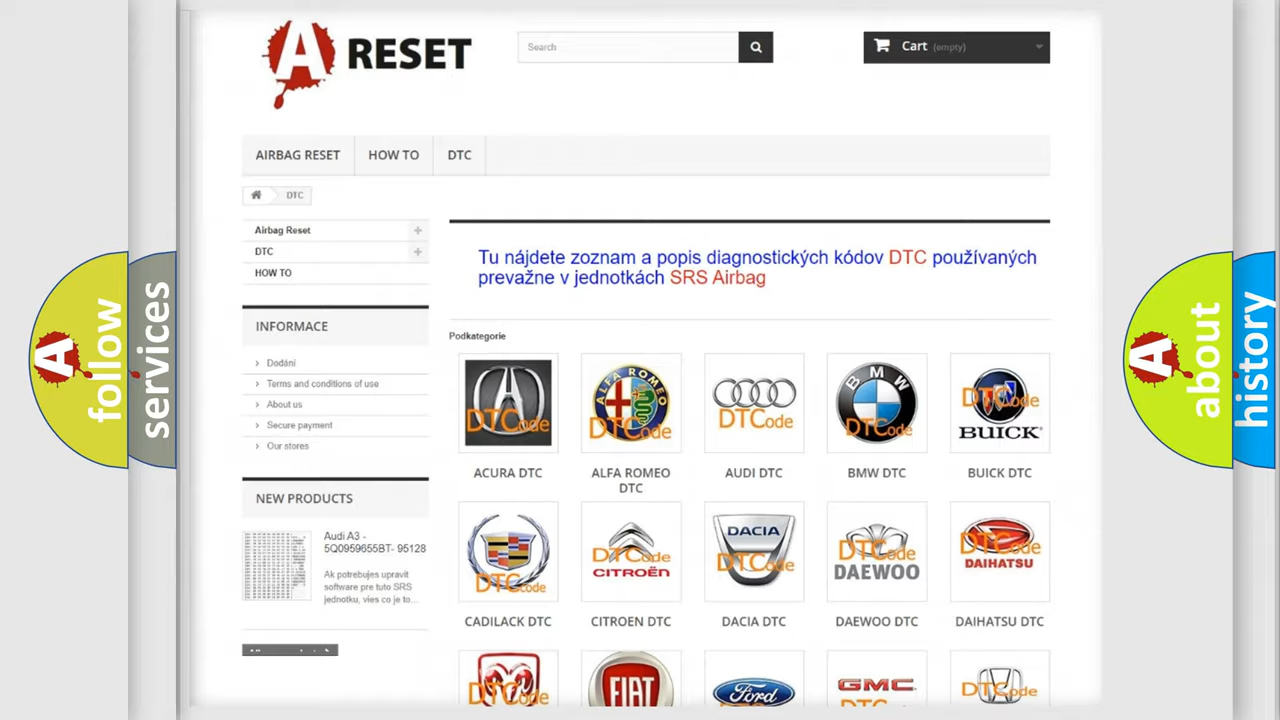 A RESET
Search
Cart (empty)
AIRBAG RESET
HOW TO
DTC
DTC
Airbag Reset
DTC
HOW TO
INFORMACE
Dodání
Terms and conditions of use
About us
Secure payment
Our stores
NEW PRODUCTS
Audi A3 -
5Q0959655BT- 95128
Ak potrebujes upravit
software pre tuto SRS
jednotku, vies co je to...
Tu nájdete zoznam a popis diagnostických kódov DTC používaných
prevažne v jednotkách SRS Airbag
Podkategorie
DTCode
ALFA ROMEO
DTCode
DTCode
BMW
DTCode
DTCode
BUICK
ACURA DTC
ALFA ROMEO
DTC
AUDI DTC
BMW DTC
BUICK DTC
DTCode
DTCode
CITROËN
DACIA
DTCode
DTCode
DAEWOO
DTCode
DAIHATSU
CADILACK DTC
CITROEN DTC
DACIA DTC
DAEWOO DTC
DAIHATSU DTC
DTCode
FIAT
Ford
GMC
DTCode
A follow
services
A about
history